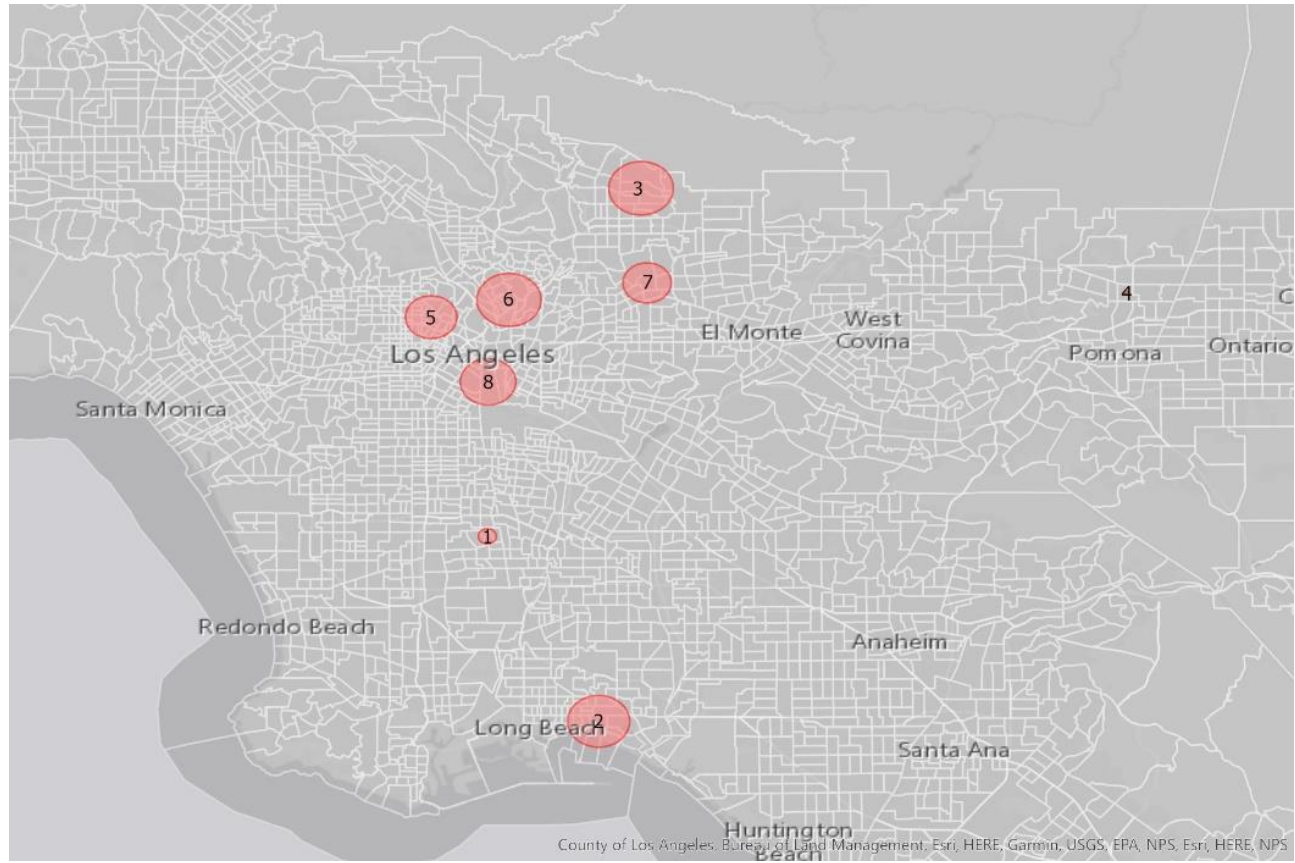 3
7
6
5
4
El Monte
West
Covina
Pomona
Ontario
C
Los Angeles
8
Santa Monica
1
Redondo Beach
Anaheim
Long Beach
2
Santa Ana
Huntington
Beach
County of Los Angeles, Bureau of Land Management, Esri, HERE, Garmin, USGS, EPA, NPS, Esri, HERE, NPS